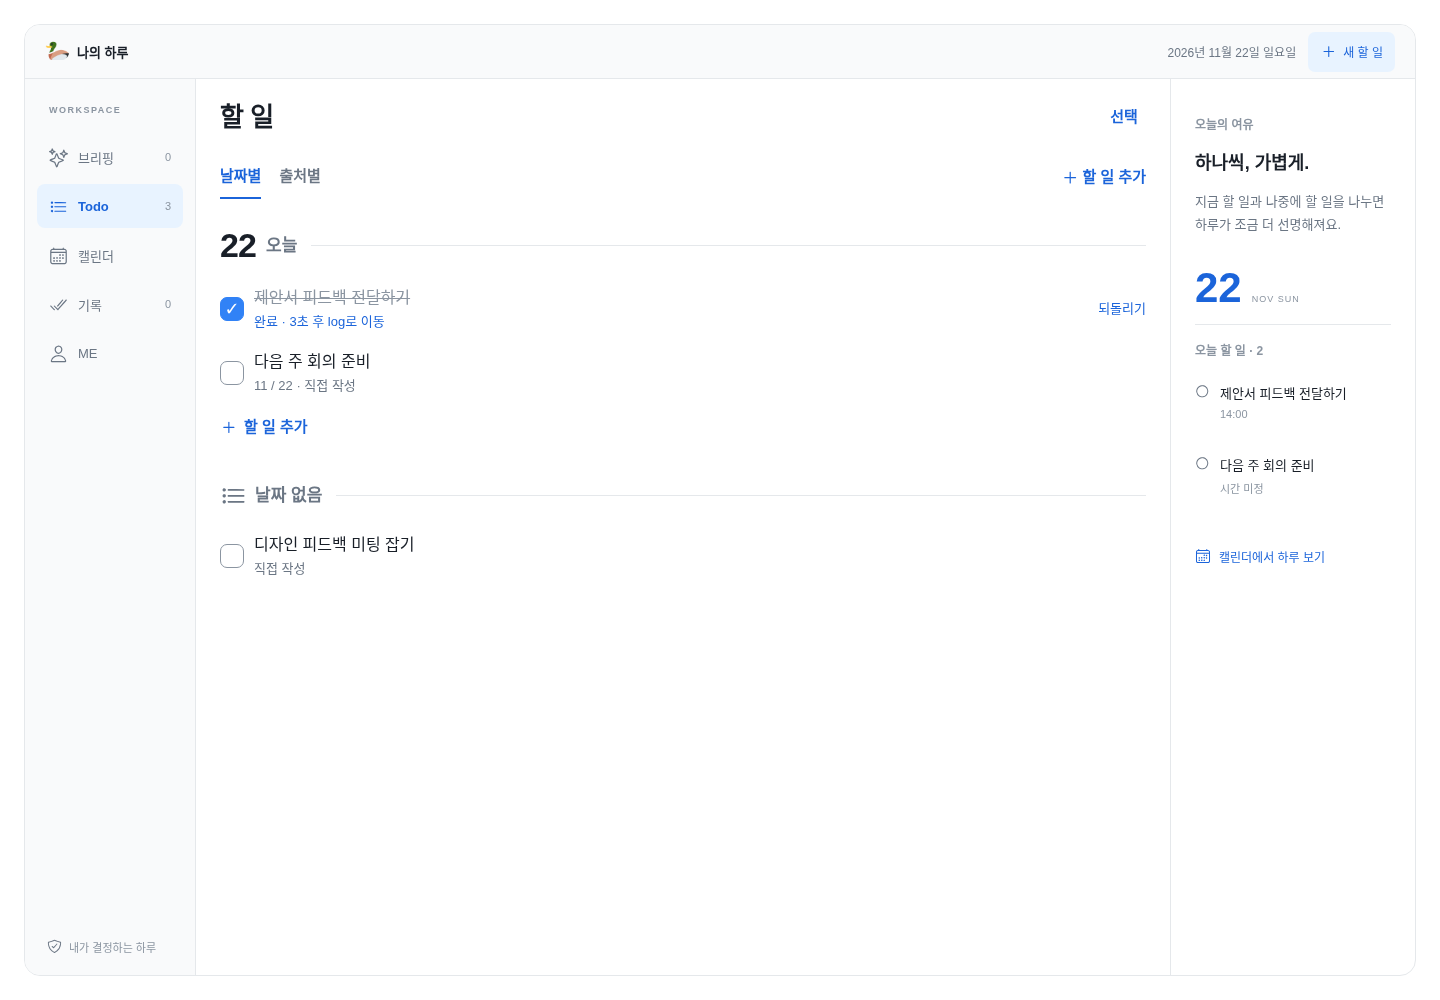 나의 하루
2026년 11월 22일 일요일
새 할 일
WORKSPACE
브리핑 0
Todo 3
캘린더
기록 0
ME
내가 결정하는 하루
할 일
선택
날짜별 출처별
할 일 추가
22 오늘
제안서 피드백 전달하기
완료 · 3초 후 log로 이동
되돌리기
다음 주 회의 준비
11 / 22 · 직접 작성
할 일 추가
날짜 없음
디자인 피드백 미팅 잡기
직접 작성
오늘의 여유
하나씩, 가볍게.
지금 할 일과 나중에 할 일을 나누면
하루가 조금 더 선명해져요.
22 NOV SUN
오늘 할 일 · 2
제안서 피드백 전달하기
14:00
다음 주 회의 준비
시간 미정
캘린더에서 하루 보기